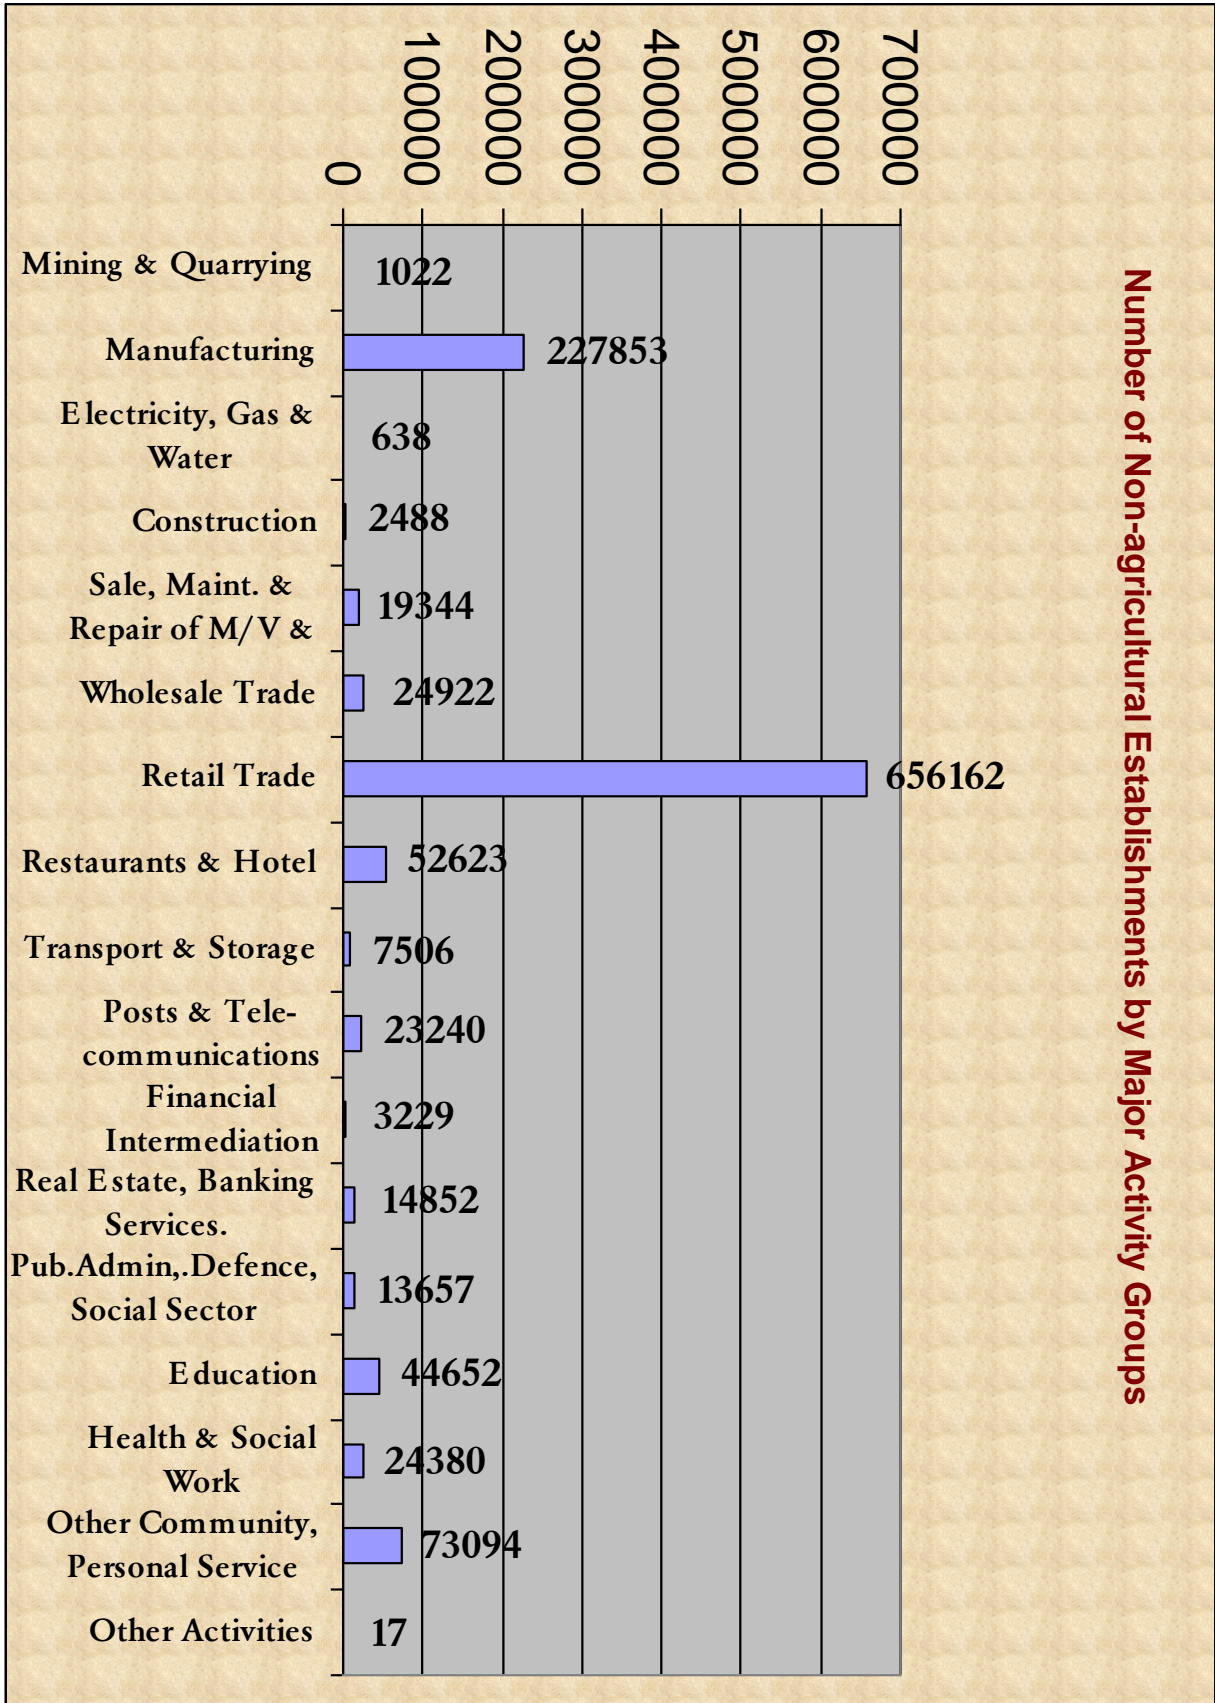 Number of Non-agricultural Establishments by Major Activity Groups
0
100000
200000
300000
400000
500000
600000
700000
Mining & Quarrying
1022
Manufacturing
227853
Electricity, Gas &
Water
638
Construction
2488
Sale, Maint. &
Repair of M/V &
19344
Wholesale Trade
24922
Retail Trade
656162
Restaurants & Hotel
52623
Transport & Storage
7506
Posts & Tele-
communications
23240
Financial
Intermediation
3229
Real Estate, Banking
Services.
14852
Pub.Admin,.Defence,
Social Sector
13657
Education
44652
Health & Social
Work
24380
Other Community,
Personal Service
73094
Other Activities
17